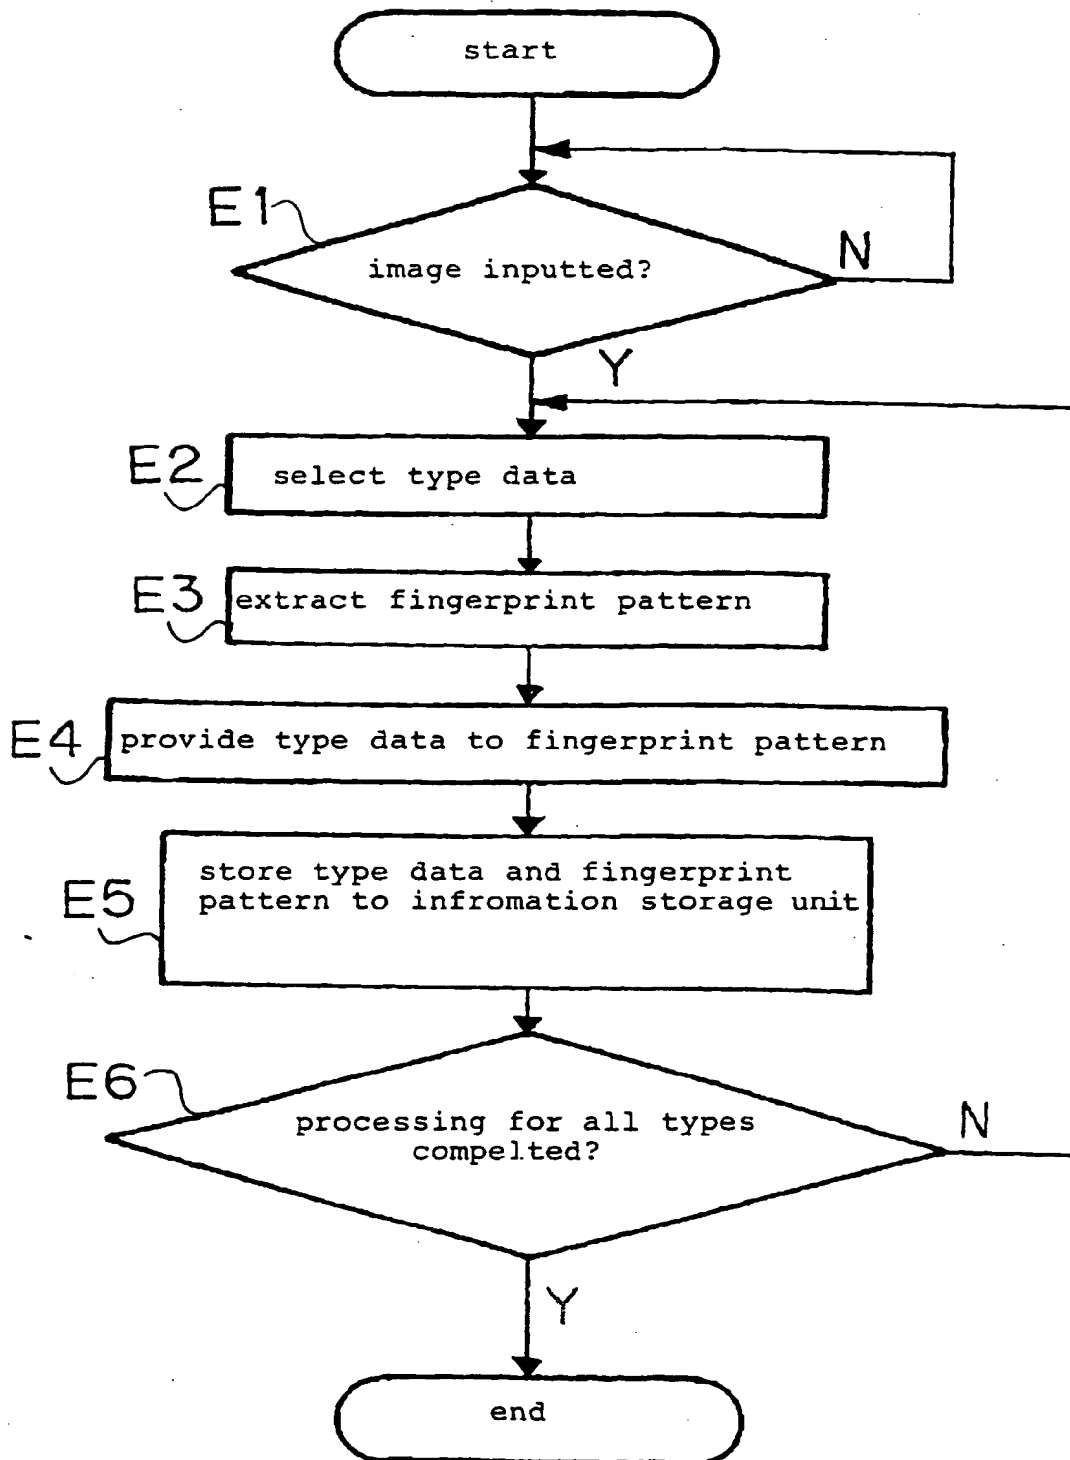 start
E1
image inputted?
N
Y
E2
select type data
E3
extract fingerprint pattern
E4
provide type data to fingerprint pattern
E5
store type data and fingerprint
pattern to infromation storage unit
E6
processing for all types
compelted?
N
Y
end